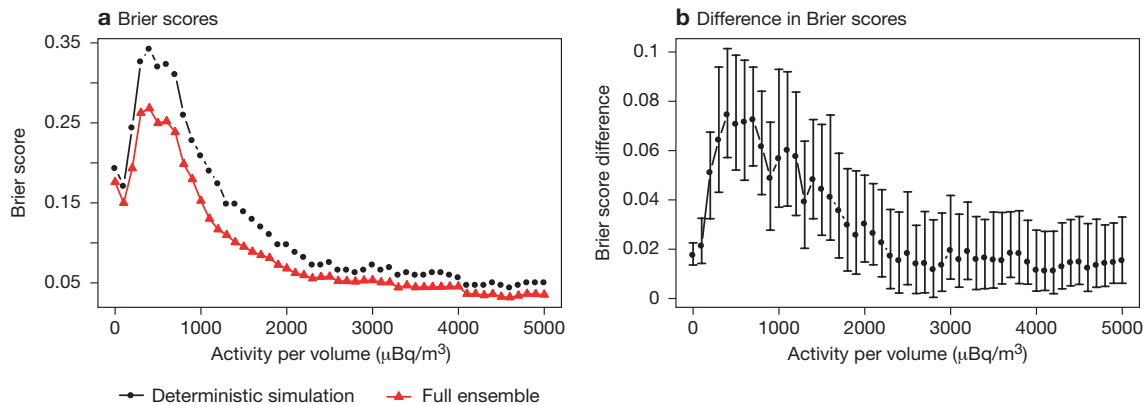 a Brier scores
0.35
0.25
0.15
0.05
Brier score
0 1000 2000 3000 4000 5000
Activity per volume (μBq/m³)
b Difference in Brier scores
0.1
0.08
0.06
0.04
0.02
0
Brier score difference
0 1000 2000 3000 4000 5000
Activity per volume (μBq/m³)
Deterministic simulation Full ensemble